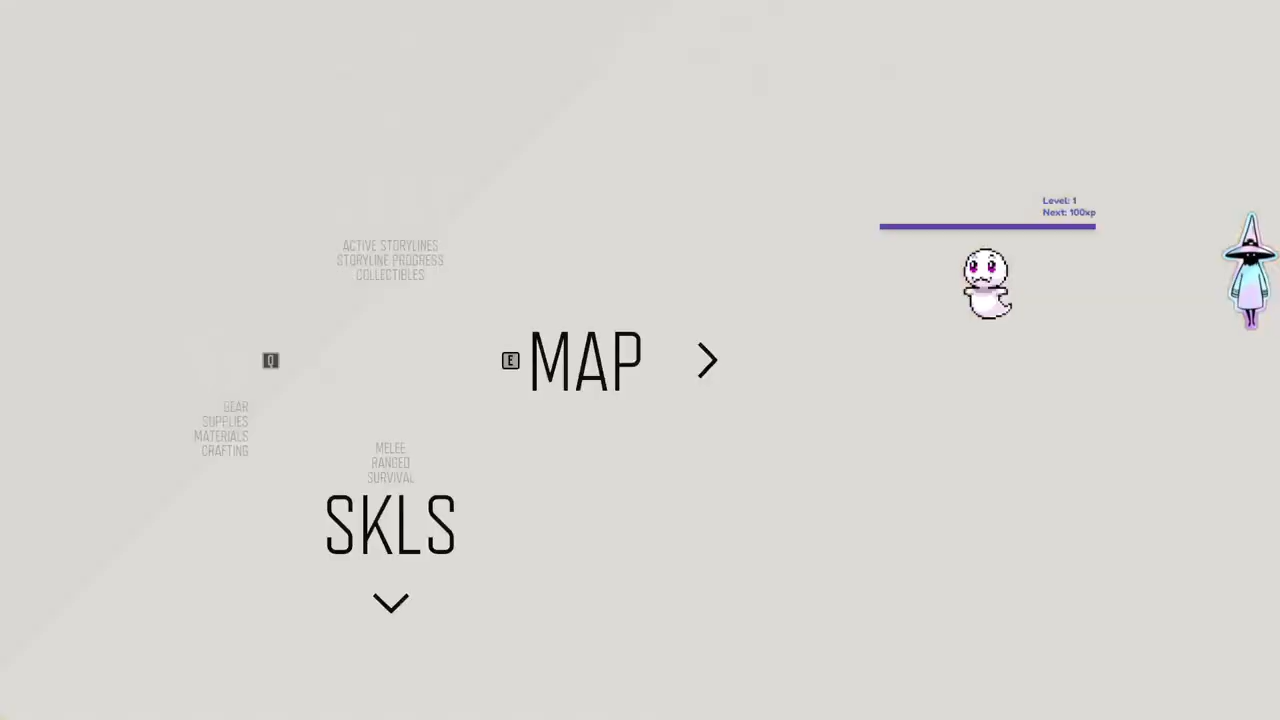 Level: 1
Next: 100xp
ACTIVE STORYLINES
STORYLINE PROGRESS
COLLECTIBLES
Q
E MAP
GEAR
SUPPLIES
MATERIALS
CRAFTING
MELEE
RANGED
SURVIVAL
SKLS